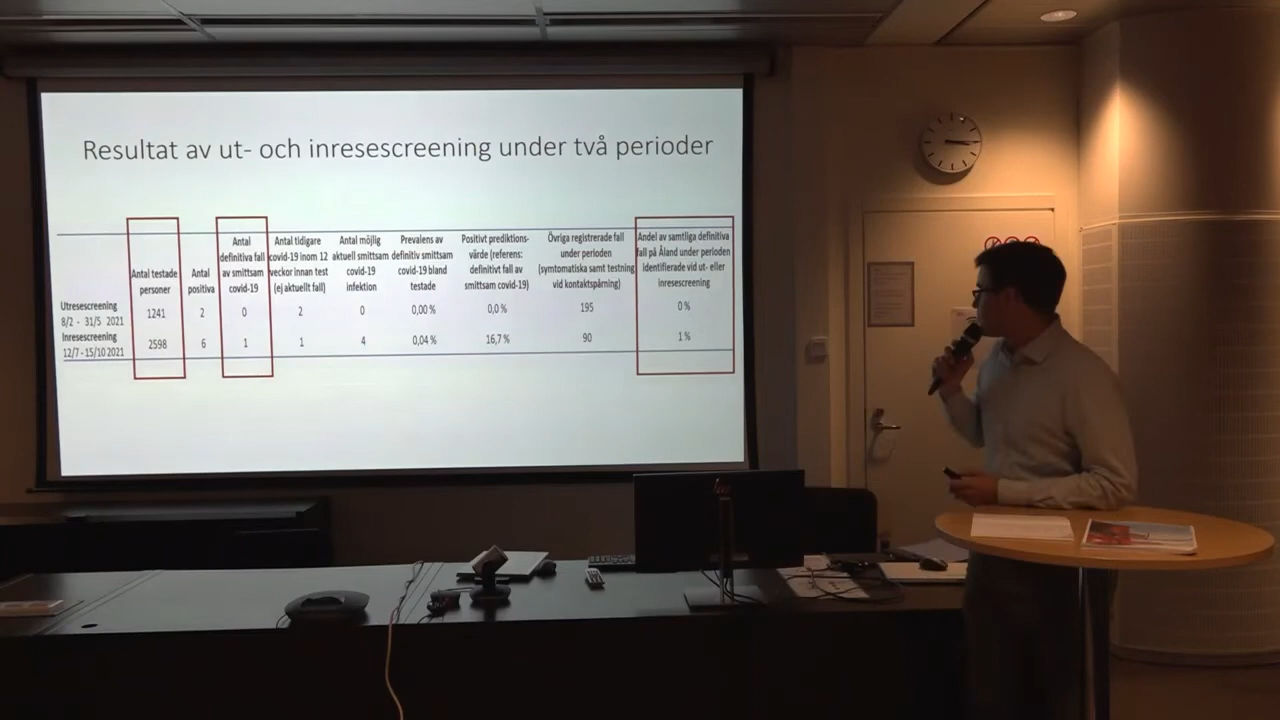 Resultat av ut- och inresescreening under två perioder
Antal testade personer
Antal positiva
Antal definitiva fall av smittsam covid-19
Antal tidigare covid-19 inom 12 veckor innan test (ej aktuellt fall)
Antal möjlig aktuell smittsam covid-19 infektion
Prevalens av definitiv smittsam covid-19 bland testade
Positivt prediktions-värde (referens: definitivt fall av smittsam covid-19)
Övriga registrerade fall under perioden (symtomatiska samt testning vid kontaktspårning)
Andel av samtliga definitiva fall på Åland under perioden identifierade vid ut- eller inresescreening
Utresescreening 8/2 - 31/5 2021 1241 2 0 2 0 0,00 % 0,0 % 195 0 %
Inresescreening 12/7 - 15/10 2021 2598 6 1 1 4 0,04 % 16,7 % 90 1 %